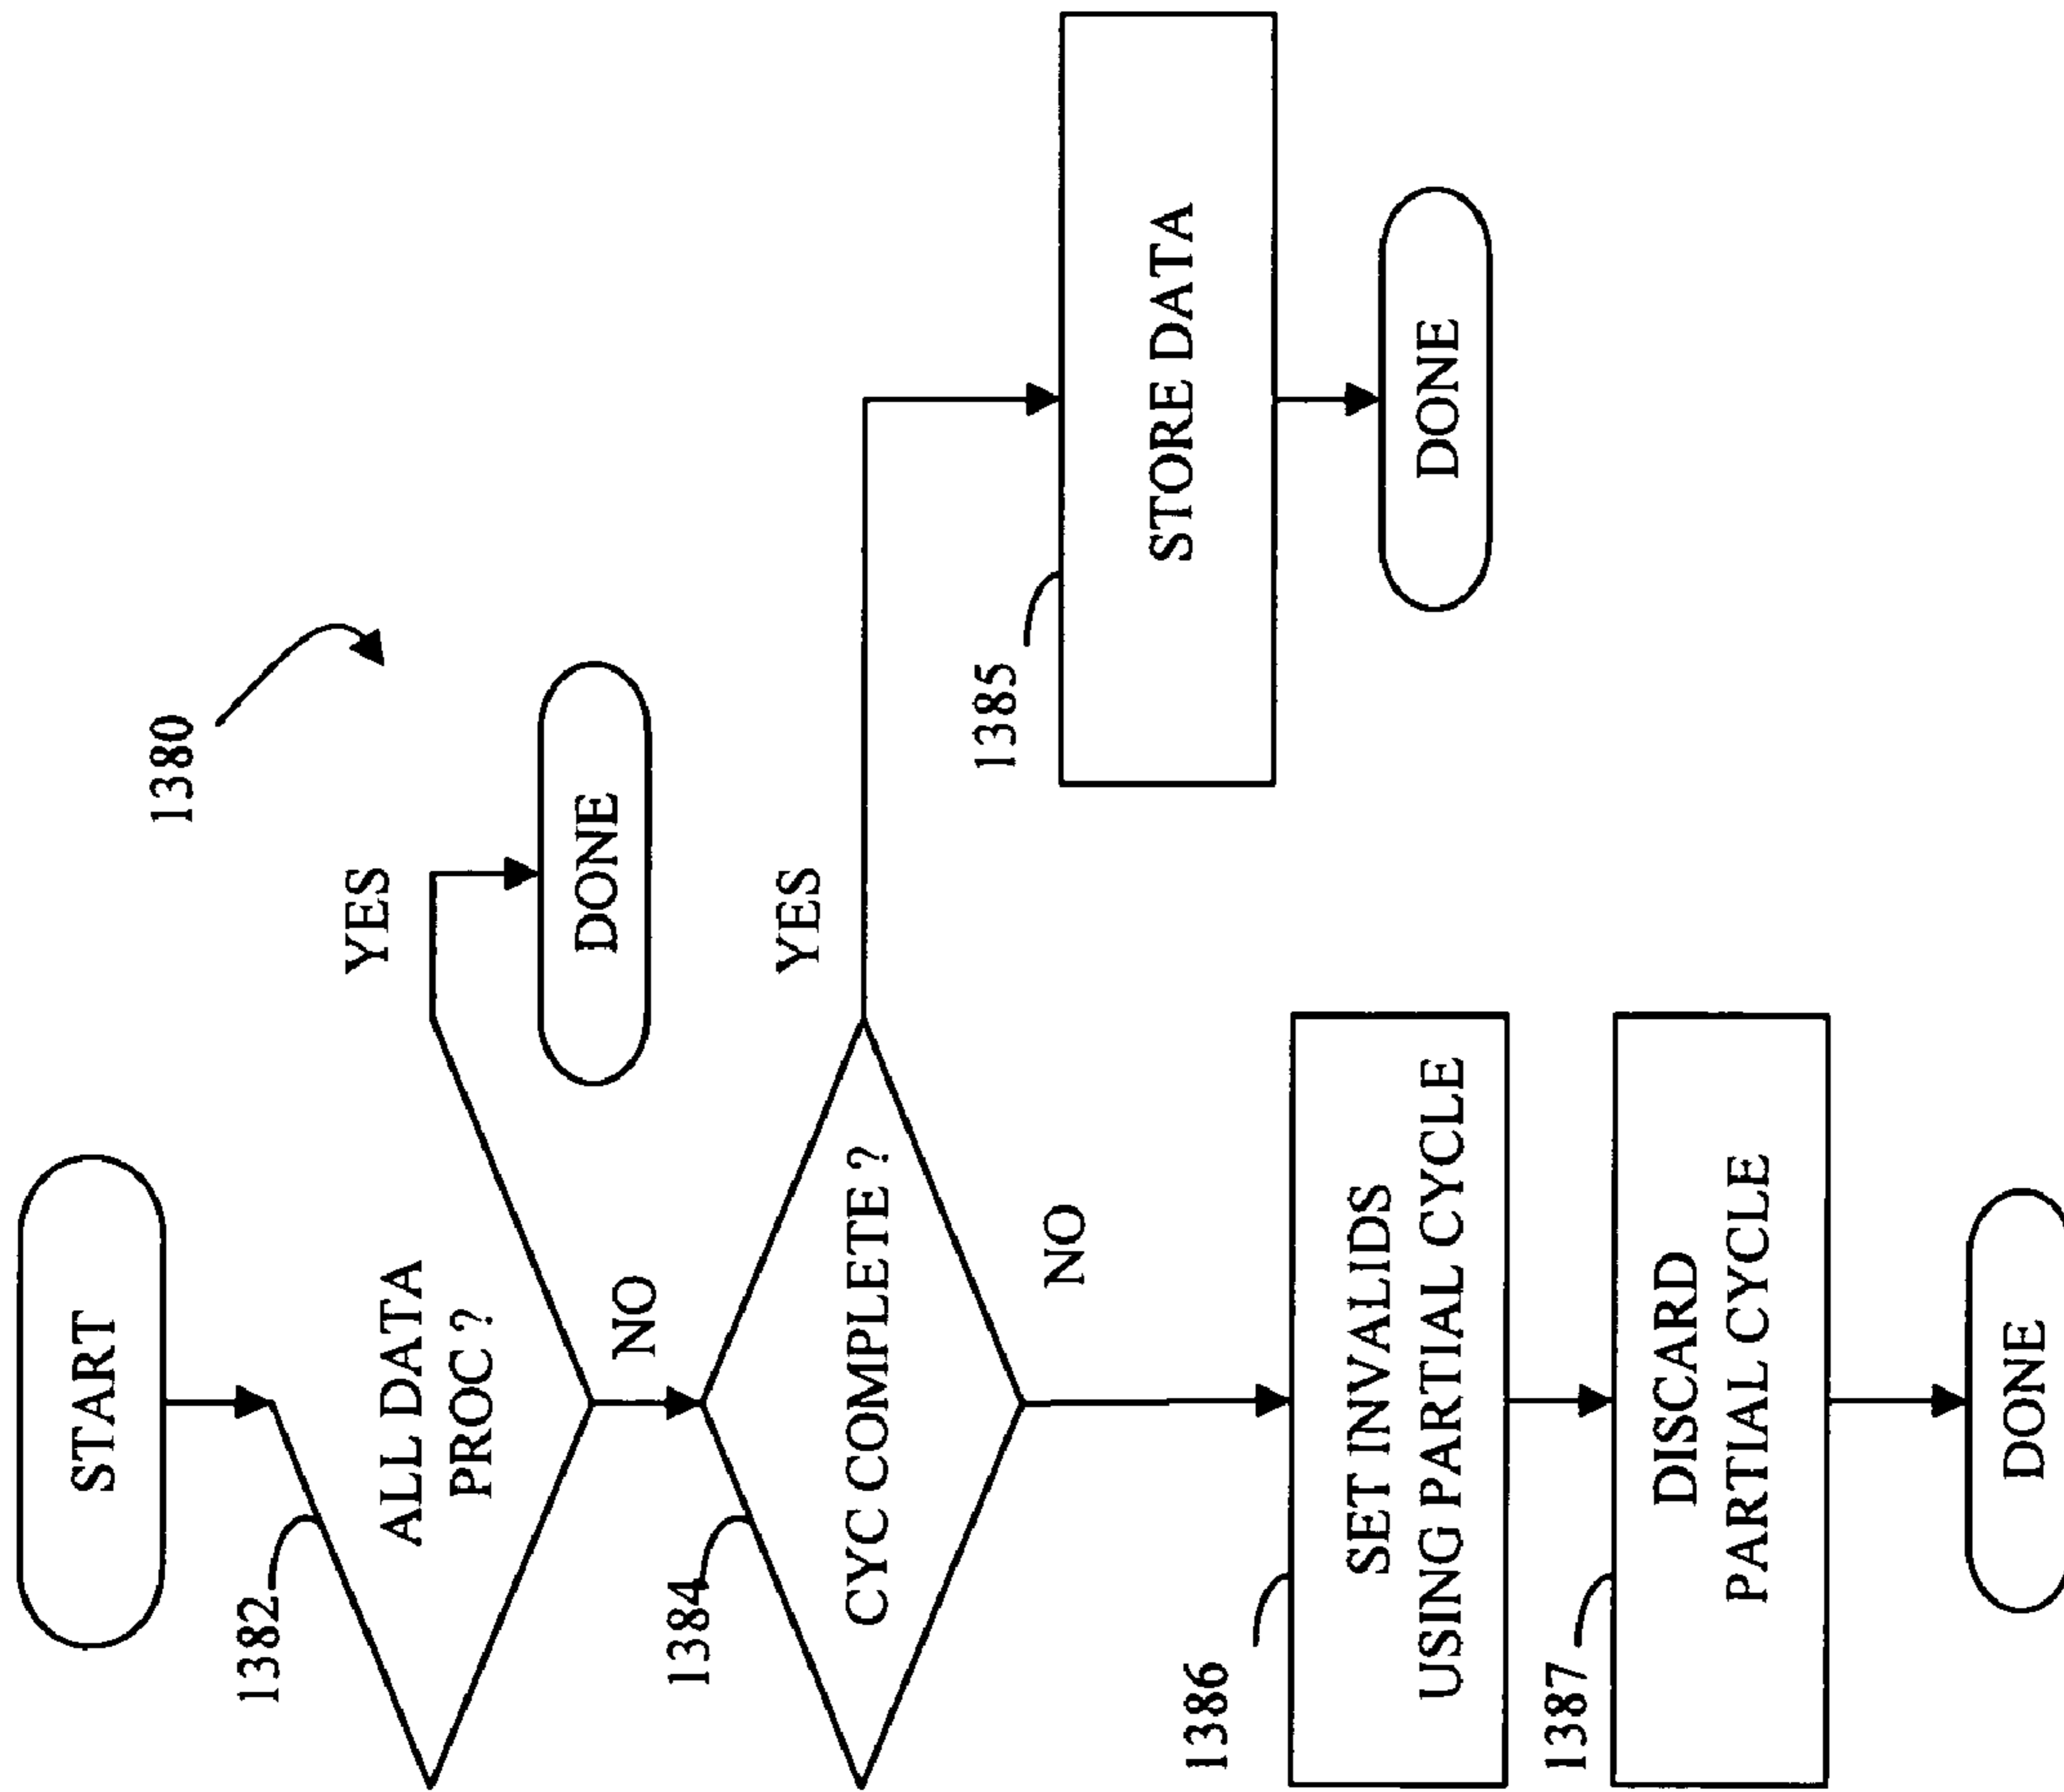 START
1380
1382
ALL DATA
PROC ?
YES
DONE
NO
1384
CYC COMPLETE ?
YES
NO
1385
STORE DATA
DONE
1386
SET INVALIDS
USING PARTIAL CYCLE
1387
DISCARD
PARTIAL CYCLE
DONE